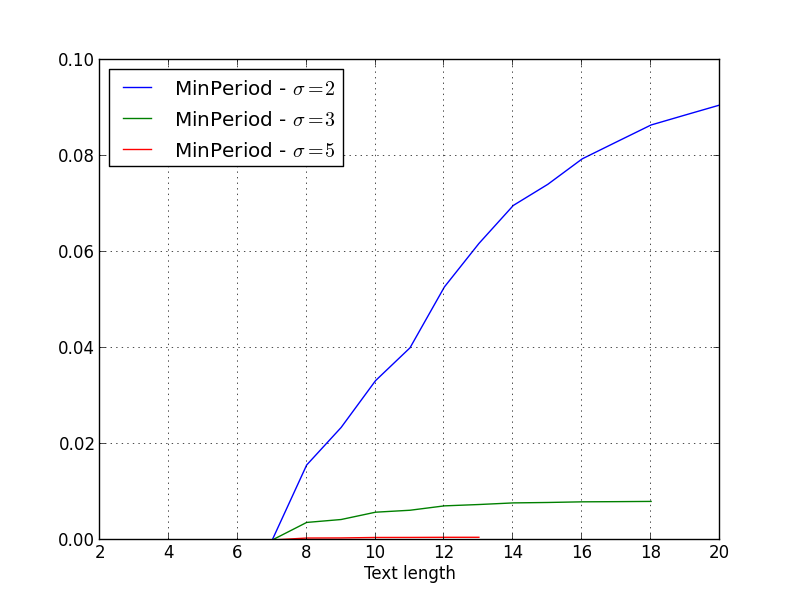 0.10
0.08
0.06
0.04
0.02
0.00
MinPeriod - σ = 2
MinPeriod - σ = 3
MinPeriod - σ = 5
2 4 6 8 10 12 14 16 18 20
Text length